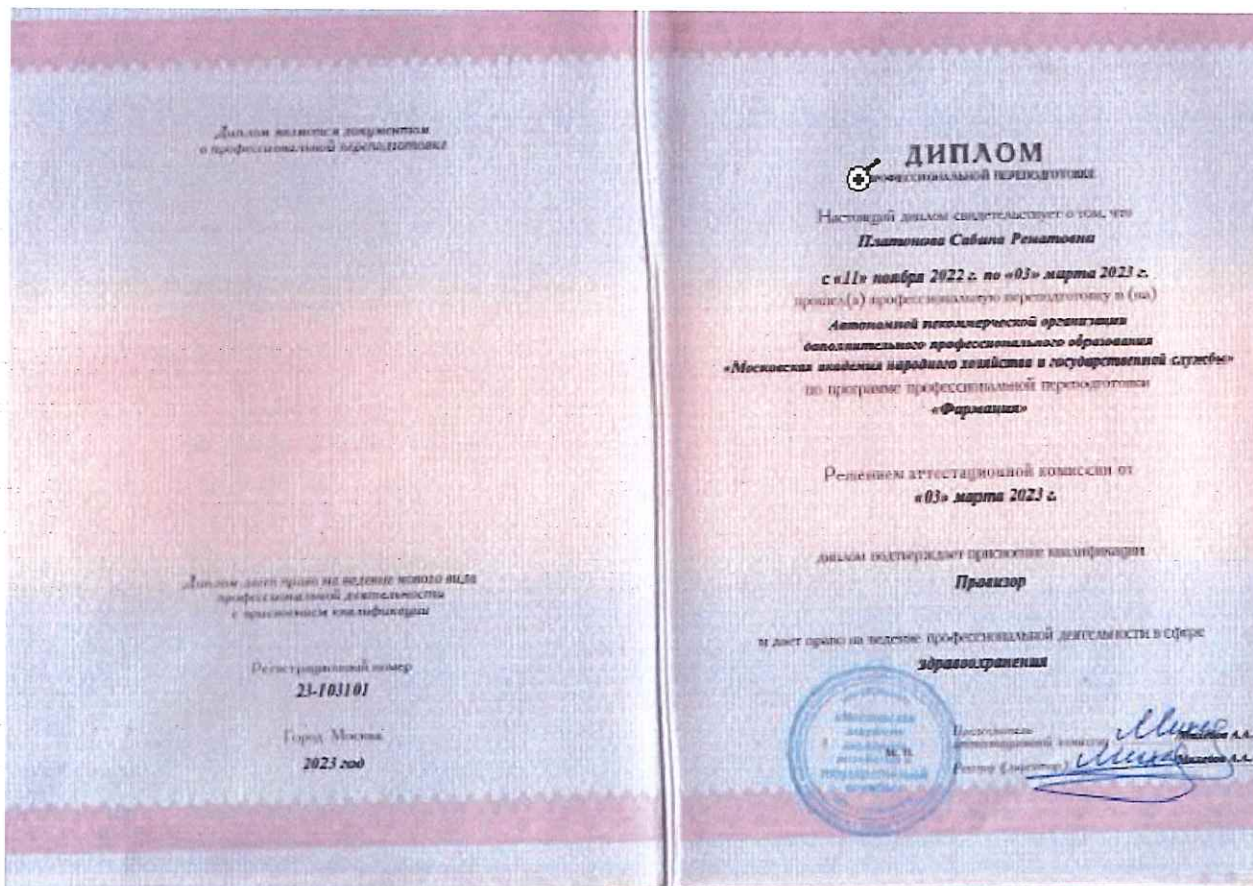 Диплом является документом
о профессиональной переподготовке
Диплом дает право на ведение нового вида
профессиональной деятельности
с присвоением квалификации
Регистрационный номер
23-103101
Город Москва
2023 год
ДИПЛОМ
ПРОФЕССИОНАЛЬНОЙ ПЕРЕПОДГОТОВКЕ
Настоящий диплом свидетельствует о том, что
Платонова Сабина Ренатовна
с «11» ноября 2022 г. по «03» марта 2023 г.
прошел(а) профессиональную переподготовку в (на)
Автономной некоммерческой организации
дополнительного профессионального образования
«Московская академия народного хозяйства и государственной службы»
по программе профессиональной переподготовки
«Фармация»
Решением аттестационной комиссии от
«03» марта 2023 г.
диплом подтверждает присвоение квалификации
Провизор
и дает право на ведение профессиональной деятельности в сфере
здравоохранения
Председатель
аттестационной комиссии
Ректор (директор)
М. П.